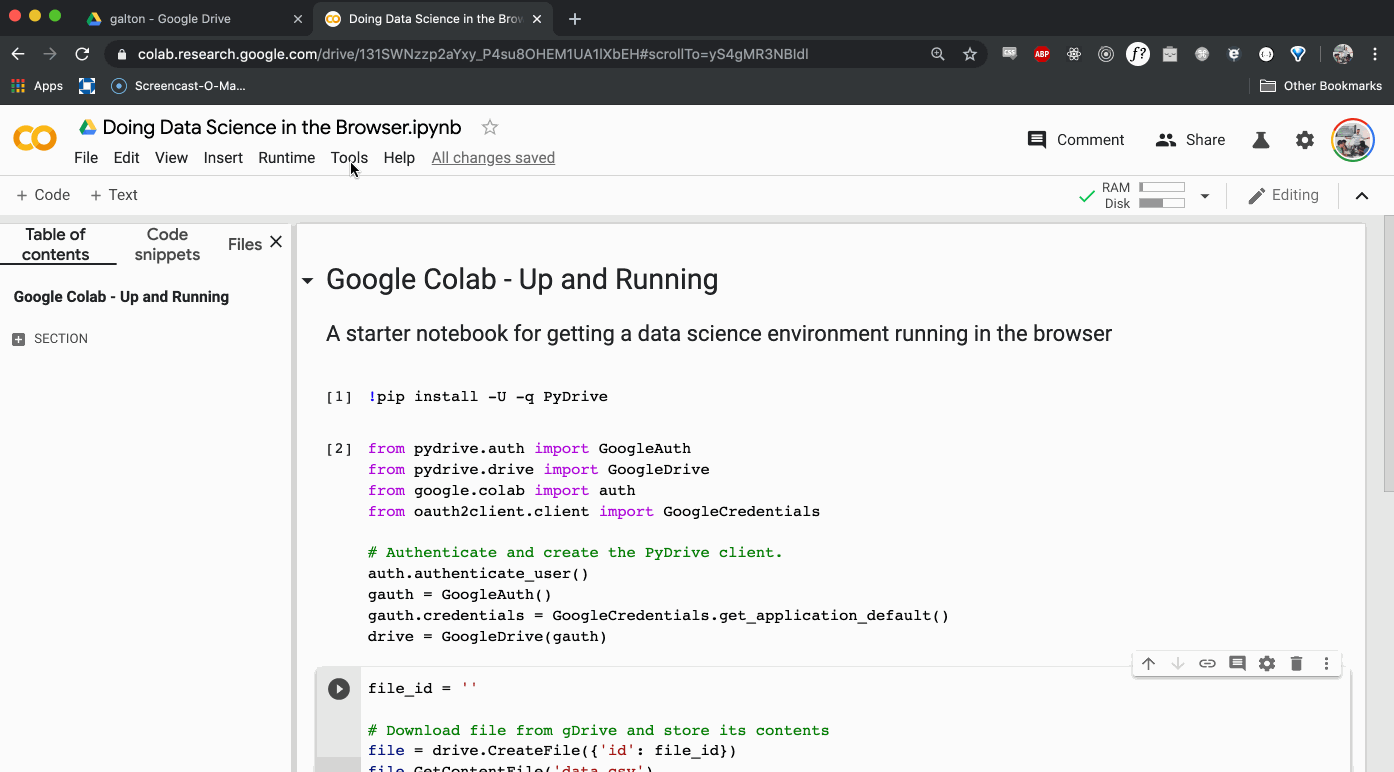 galton - Google Drive
Doing Data Science in the Brow
colab.research.google.com/drive/131SWNzzp2aYxy_P4su8OHEM1UA1lXbEH#scrollTo=yS4gMR3NBIdl
CSS
ABP
f?
Apps
Screencast-O-Ma...
Other Bookmarks
Doing Data Science in the Browser.ipynb
Comment
Share
File Edit View Insert Runtime Tools Help All changes saved
+ Code + Text
RAM
Disk
Editing
Table of contents
Code snippets
Files
Google Colab - Up and Running
SECTION
Google Colab - Up and Running
A starter notebook for getting a data science environment running in the browser
[1] !pip install -U -q PyDrive
[2] from pydrive.auth import GoogleAuth
from pydrive.drive import GoogleDrive
from google.colab import auth
from oauth2client.client import GoogleCredentials
# Authenticate and create the PyDrive client.
auth.authenticate_user()
gauth = GoogleAuth()
gauth.credentials = GoogleCredentials.get_application_default()
drive = GoogleDrive(gauth)
file_id = ''
# Download file from gDrive and store its contents
file = drive.CreateFile({'id': file_id})
file.GetContentFile('data.csv')